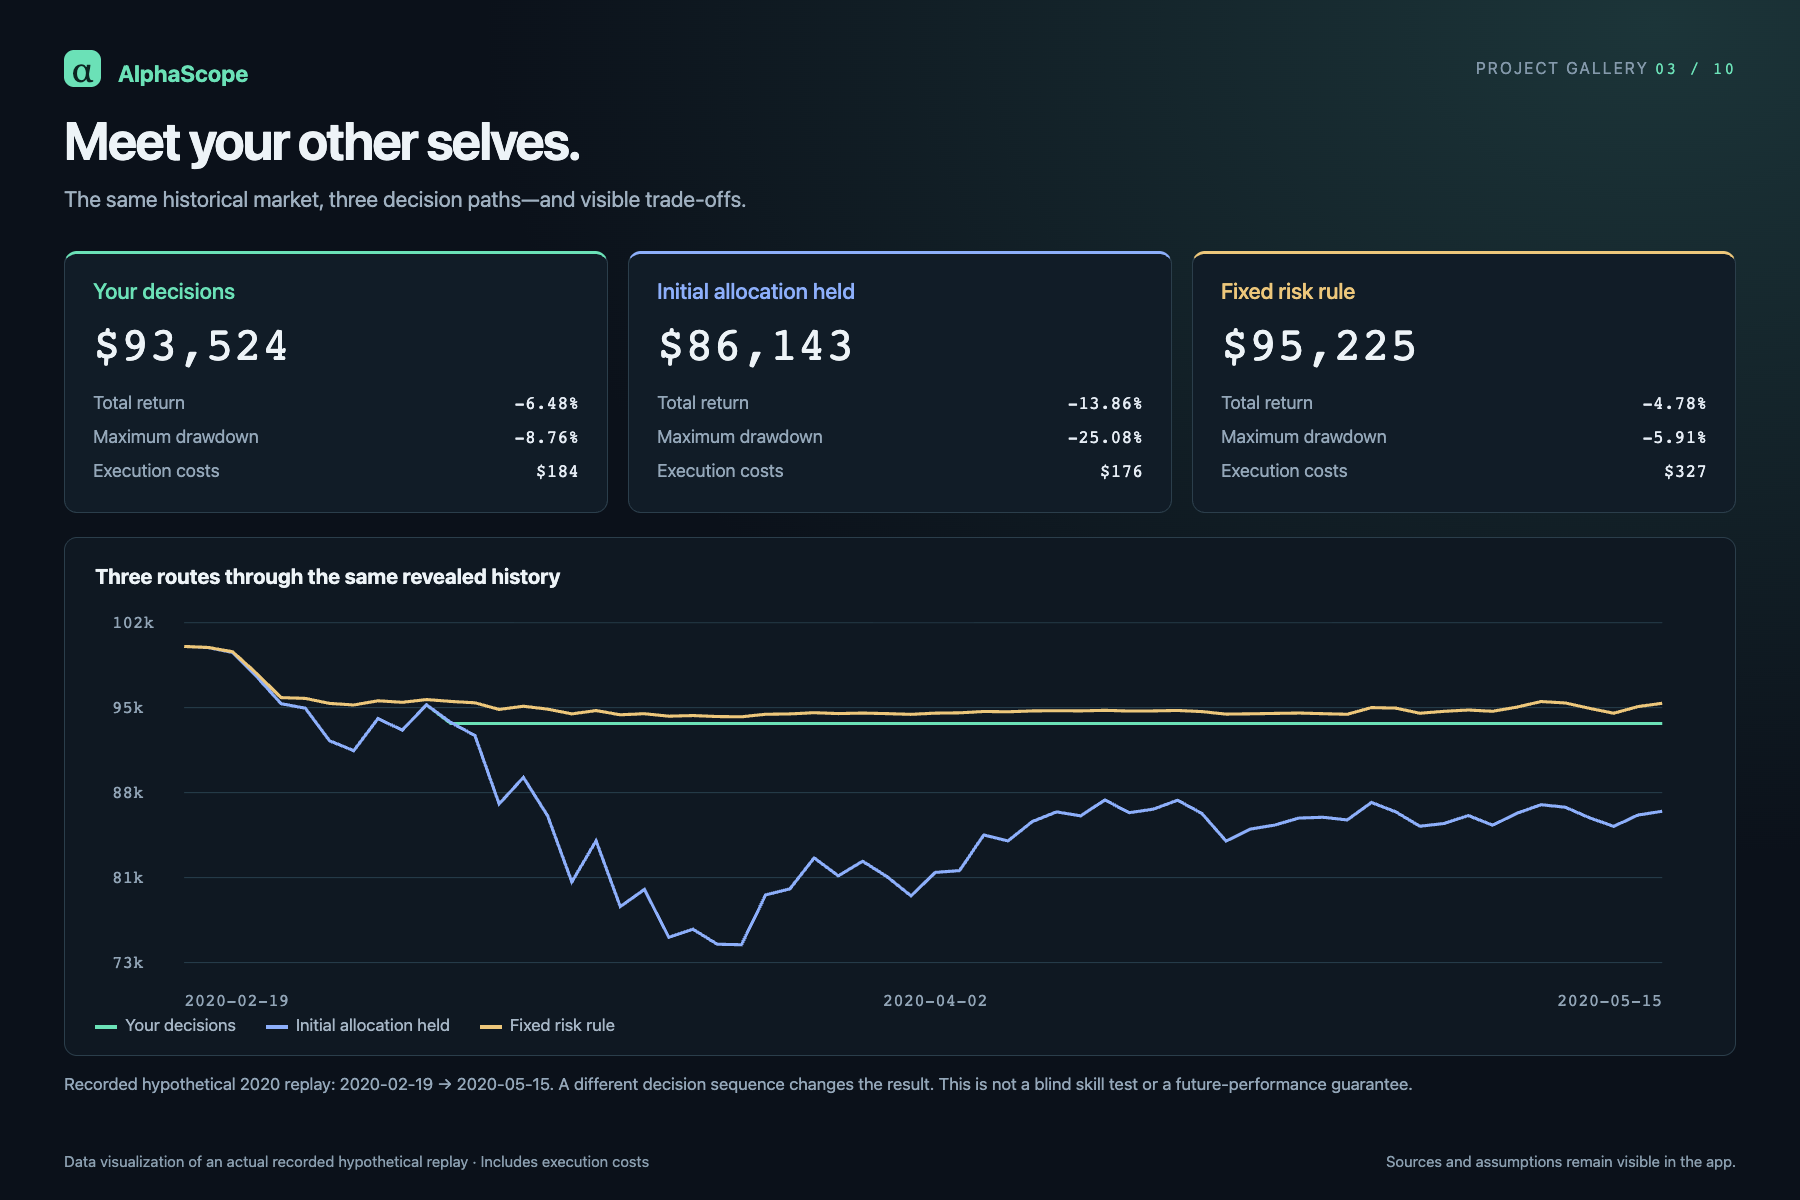 α AlphaScope
PROJECT GALLERY 03 / 10
Meet your other selves.
The same historical market, three decision paths—and visible trade-offs.
Your decisions
$93,524
Total return -6.48%
Maximum drawdown -8.76%
Execution costs $184
Initial allocation held
$86,143
Total return -13.86%
Maximum drawdown -25.08%
Execution costs $176
Fixed risk rule
$95,225
Total return -4.78%
Maximum drawdown -5.91%
Execution costs $327
Three routes through the same revealed history
102k
95k
88k
81k
73k
2020-02-19 2020-04-02 2020-05-15
Your decisions Initial allocation held Fixed risk rule
Recorded hypothetical 2020 replay: 2020-02-19 → 2020-05-15. A different decision sequence changes the result. This is not a blind skill test or a future-performance guarantee.
Data visualization of an actual recorded hypothetical replay · Includes execution costs
Sources and assumptions remain visible in the app.